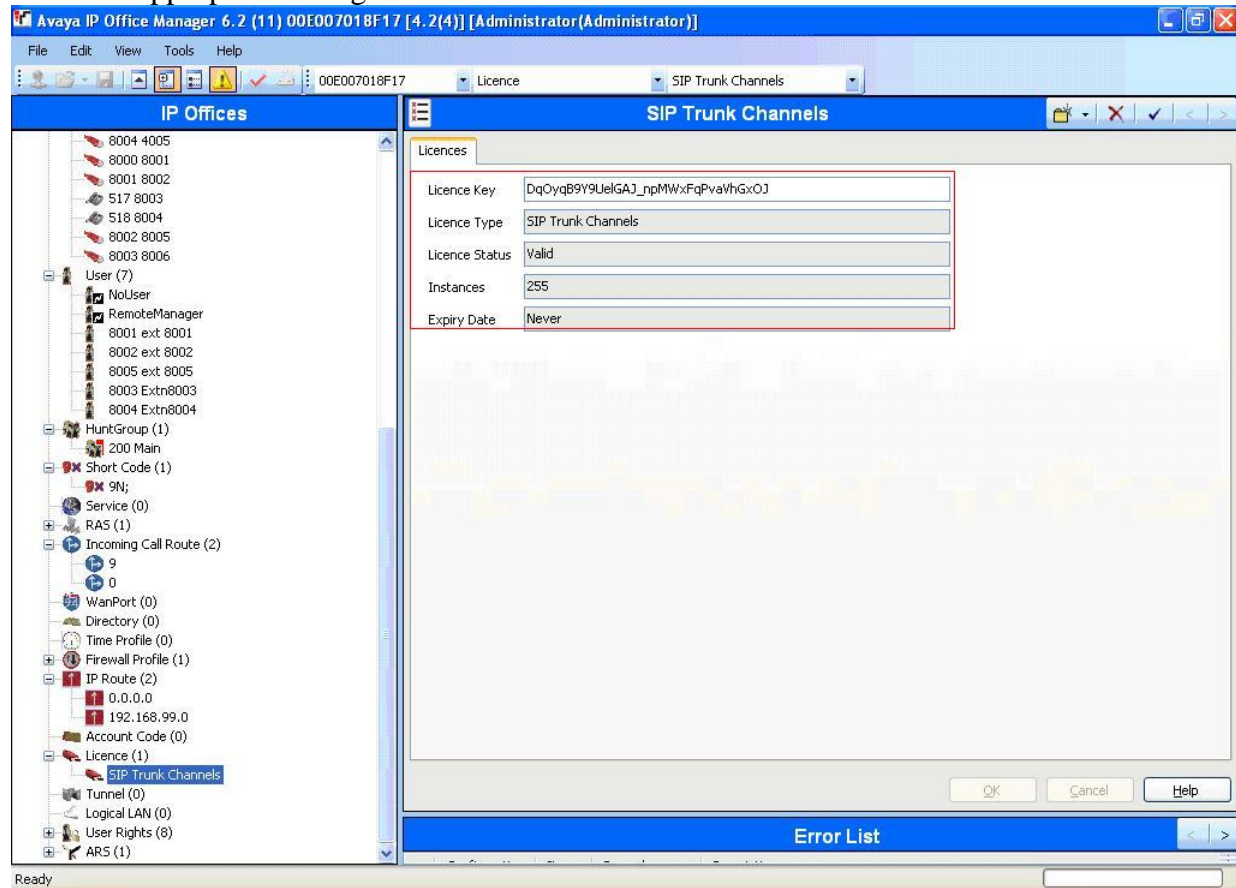 Avaya IP Office Manager 6.2 (11) 00E007018F17 [4.2(4)] [Administrator(Administrator)]
File Edit View Tools Help
00E007018F17 Licence SIP Trunk Channels
IP Offices
8004 4005
8000 8001
8001 8002
517 8003
518 8004
8002 8005
8003 8006
User (7)
NoUser
RemoteManager
8001 ext 8001
8002 ext 8002
8005 ext 8005
8003 Extn8003
8004 Extn8004
HuntGroup (1)
200 Main
Short Code (1)
9N;
Service (0)
RAS (1)
Incoming Call Route (2)
9
0
WanPort (0)
Directory (0)
Time Profile (0)
Firewall Profile (1)
IP Route (2)
0.0.0.0
192.168.99.0
Account Code (0)
Licence (1)
SIP Trunk Channels
Tunnel (0)
Logical LAN (0)
User Rights (8)
ARS (1)
SIP Trunk Channels
Licences
Licence Key DqOyqB9Y9UelGAJ_npMWxFqPvaVhGxOJ
Licence Type SIP Trunk Channels
Licence Status Valid
Instances 255
Expiry Date Never
OK Cancel Help
Error List
Ready